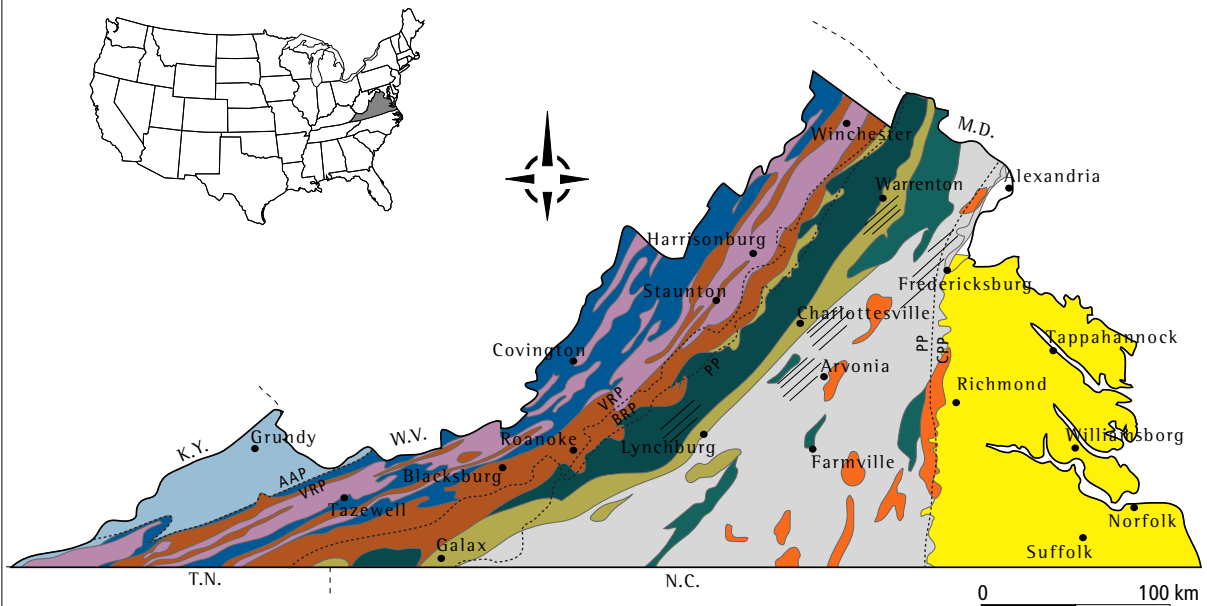 M.D.
Winchester
Alexandria
Warrenton
Harrisonburg
Fredericksburg
Staunton
Charlottesville
PP
CPP
Tappahannock
Covington
PP
Arvonia
Richmond
VRP
BRP
K.Y.
Grundy
W.V.
Roanoke
Lynchburg
Williamsborg
AAP
VRP
Blacksburg
Farmville
Tazewell
Norfolk
Galax
Suffolk
T.N.
N.C.
0 100 km